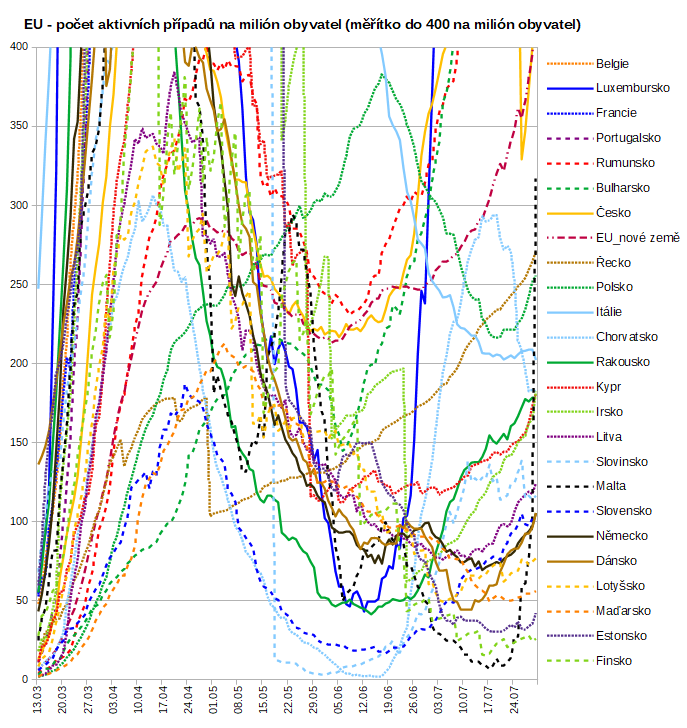 EU - počet aktivních případů na milión obyvatel (měřítko do 400 na milión obyvatel)
400
350
300
250
200
150
100
50
0
13.03
20.03
27.03
03.04
10.04
17.04
24.04
01.05
08.05
15.05
22.05
29.05
05.06
12.06
19.06
26.06
03.07
10.07
17.07
24.07
Belgie
Luxembursko
Francie
Portugalsko
Rumunsko
Bulharsko
Česko
EU_nové země
Řecko
Polsko
Itálie
Chorvatsko
Rakousko
Kypr
Irsko
Litva
Slovinsko
Malta
Slovensko
Německo
Dánsko
Lotyšsko
Maďarsko
Estonsko
Finsko